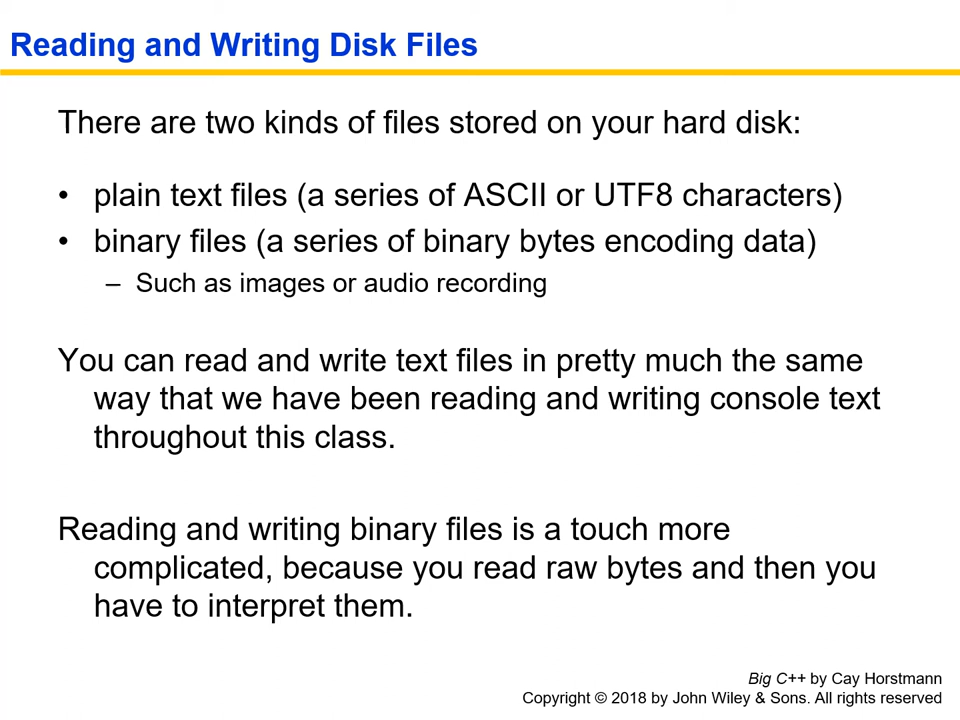 Reading and Writing Disk Files
There are two kinds of files stored on your hard disk:
• plain text files (a series of ASCII or UTF8 characters)
• binary files (a series of binary bytes encoding data)
– Such as images or audio recording
You can read and write text files in pretty much the same
way that we have been reading and writing console text
throughout this class.
Reading and writing binary files is a touch more
complicated, because you read raw bytes and then you
have to interpret them.
Big C++ by Cay Horstmann
Copyright © 2018 by John Wiley & Sons. All rights reserved